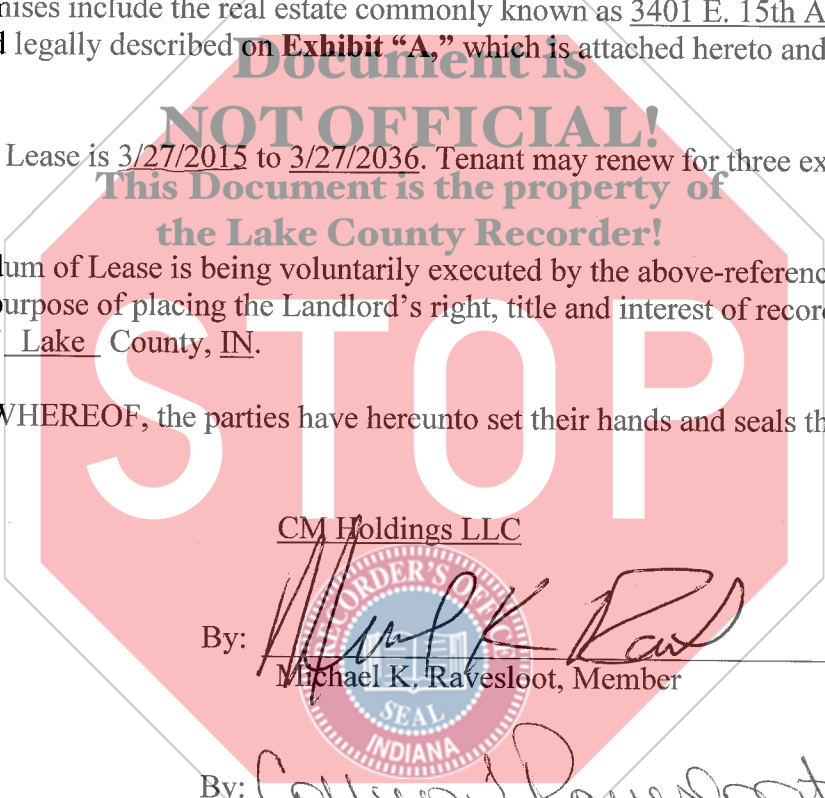 mises include the real estate commonly known as 3401 E. 15th A
d legally described on Exhibit “A,” which is attached hereto and
Document is
NOT OFFICIAL!
Lease is 3/27/2015 to 3/27/2036. Tenant may renew for three ex
This Document is the property of
the Lake County Recorder!
dum of Lease is being voluntarily executed by the above-referenc
purpose of placing the Landlord’s right, title and interest of recor
Lake County, IN.
STOP
WHEREOF, the parties have hereunto set their hands and seals th
CM Holdings LLC
RECORDER'S OFFICE
By:
Michael K. Ravesloot, Member
SEAL
INDIANA
By: Colleen Ravesloot